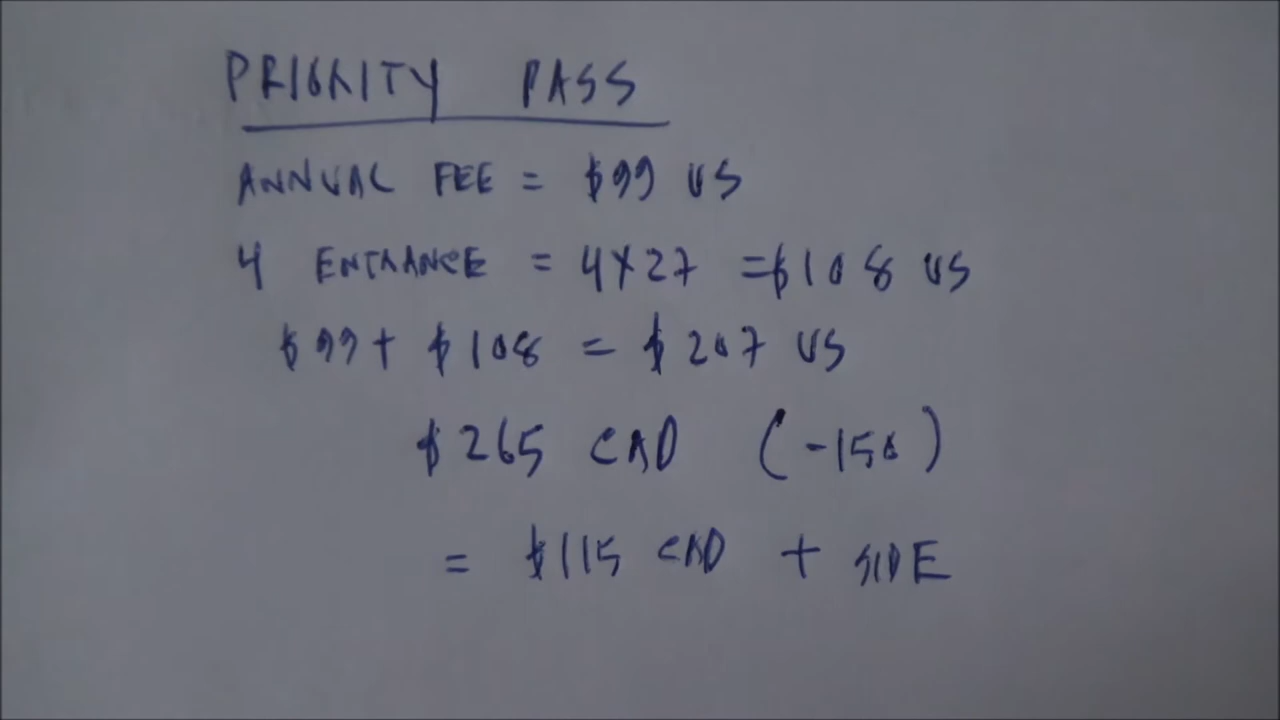 PRIORITY PASS
ANNUAL FEE = $99 US
4 ENTRANCE = 4X27 =$108 US
$99+ $108 = $207 US
$265 CAD (-150)
= $115 CAD + SIDE